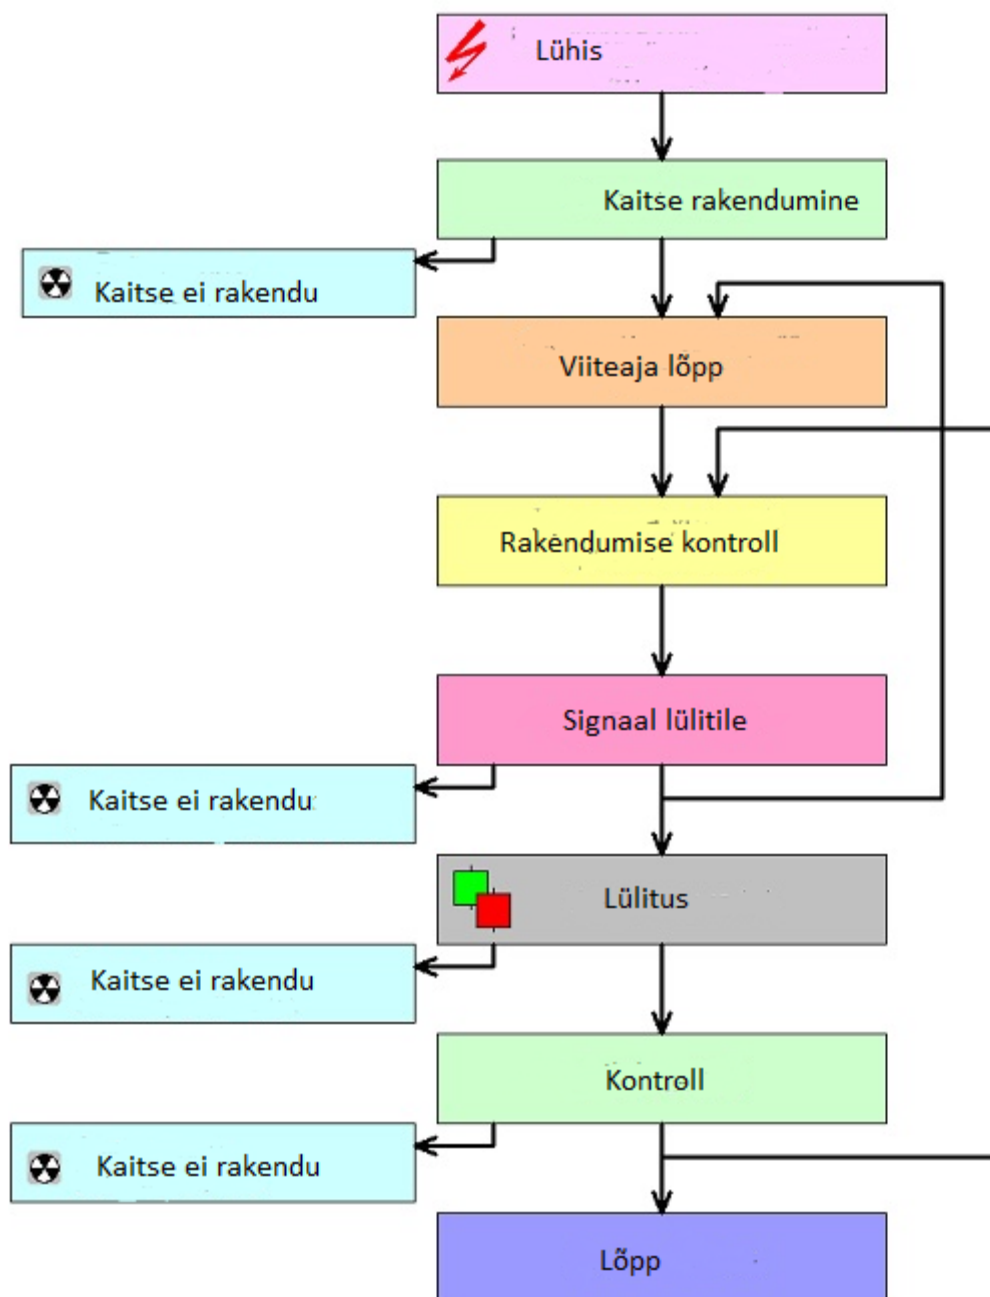 Lühis
Kaitse rakendumine
Kaitse ei rakendu
Viiteaja lõpp
Rakendumise kontroll
Signaal lülitile
Kaitse ei rakendu
Lülitus
Kaitse ei rakendu
Kontroll
Kaitse ei rakendu
Lõpp